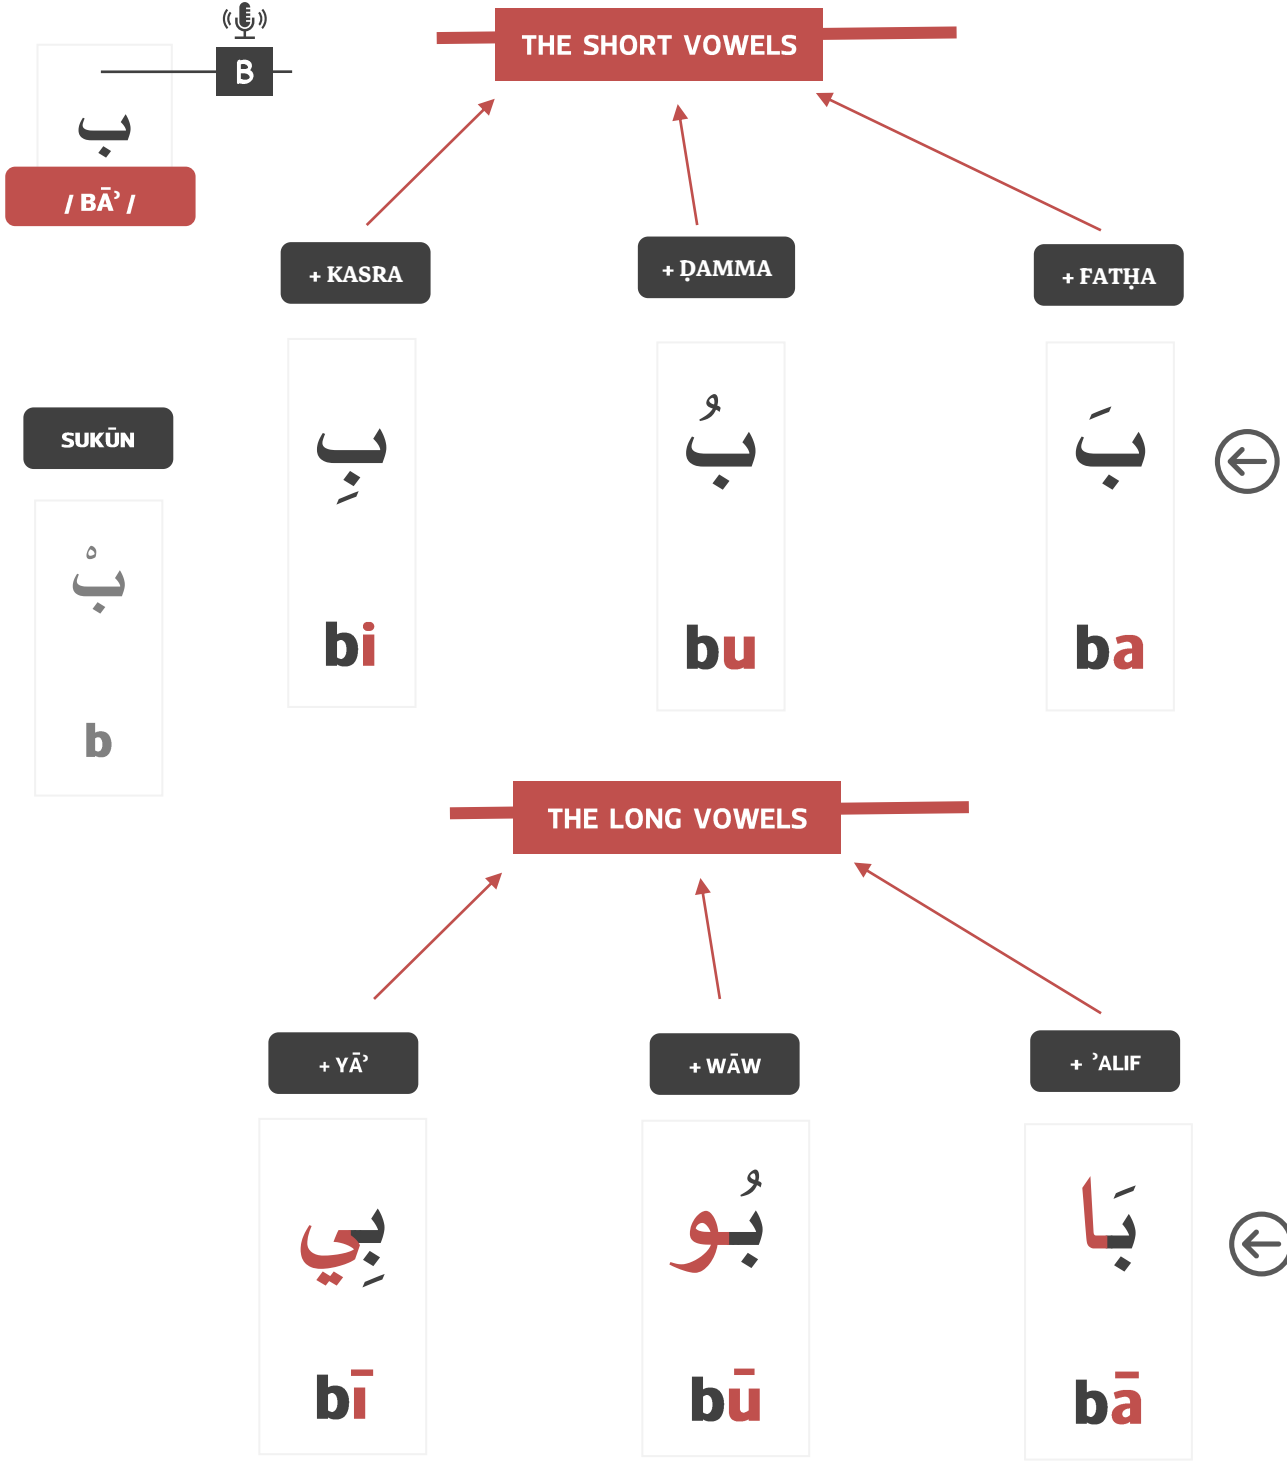 B
ب
/ BĀʾ /
THE SHORT VOWELS
+ KASRA
+ ḌAMMA
+ FATḤA
بِ
بُ
بَ
bi
bu
ba
SUKŪN
بْ
b
THE LONG VOWELS
+ YĀʾ
+ WĀW
+ ʾALIF
بِي
بُو
بَا
bī
bū
bā